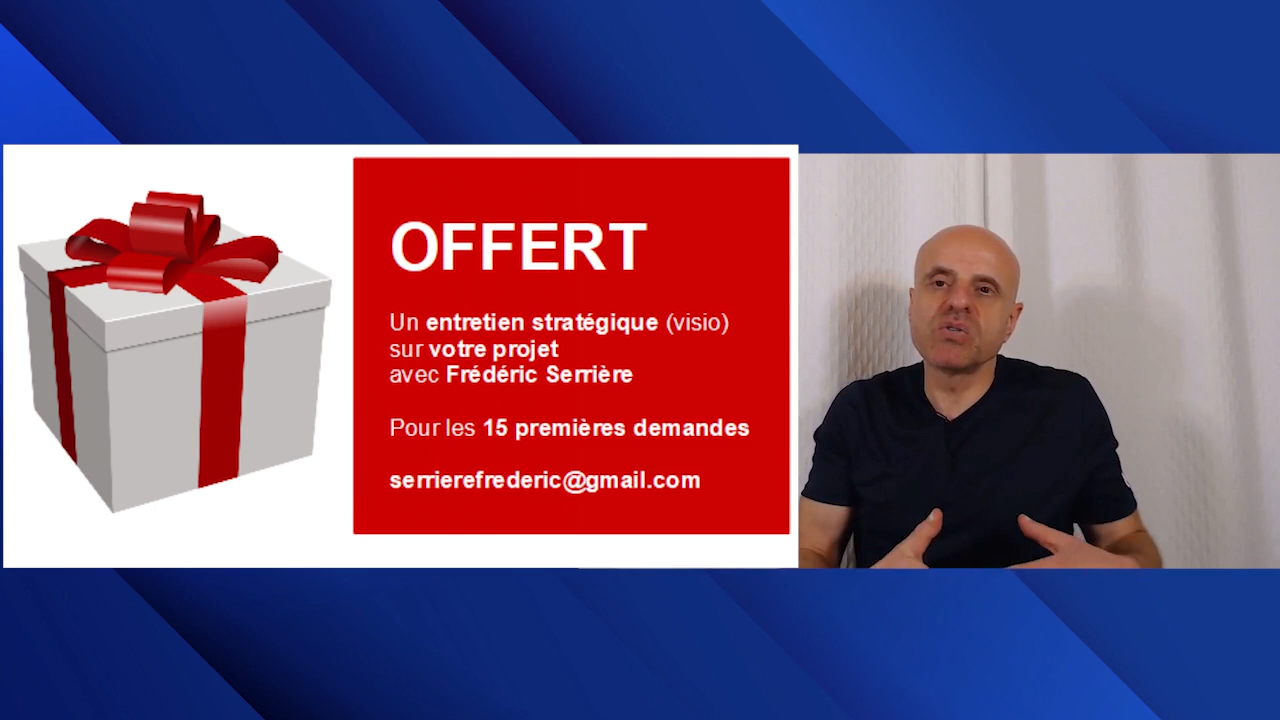 OFFERT
Un entretien stratégique (visio)
sur votre projet
avec Frédéric Serrière
Pour les 15 premières demandes
serrierefrederic@gmail.com